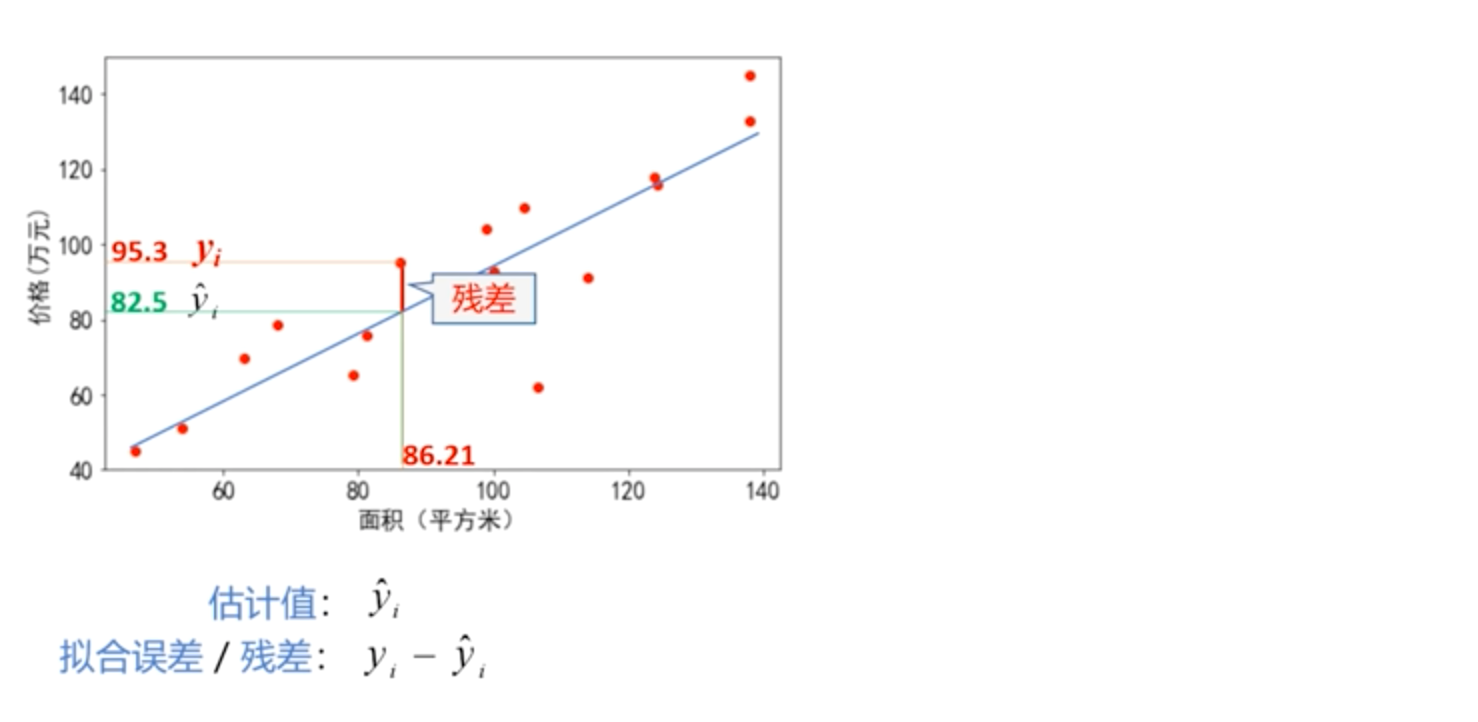 140
120
100
80
60
40
价格(万元)
95.3 yᵢ
82.5 ŷᵢ
残差
86.21
60 80 100 120 140
面积（平方米）
估计值： ŷᵢ
拟合误差 / 残差： yᵢ − ŷᵢ